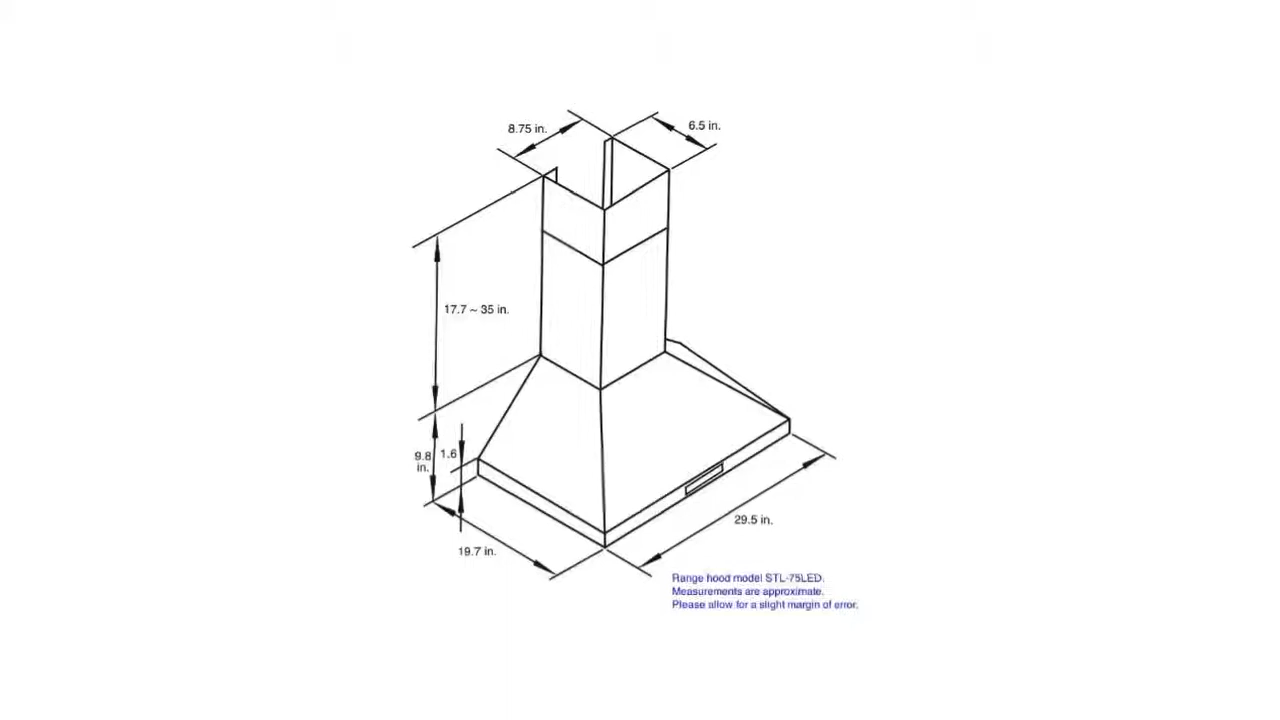 8.75 in.
6.5 in.
17.7 ~ 35 in.
9.8
in.
1.6
19.7 in.
29.5 in.
Range hood model STL-75LED.
Measurements are approximate.
Please allow for a slight margin of error.